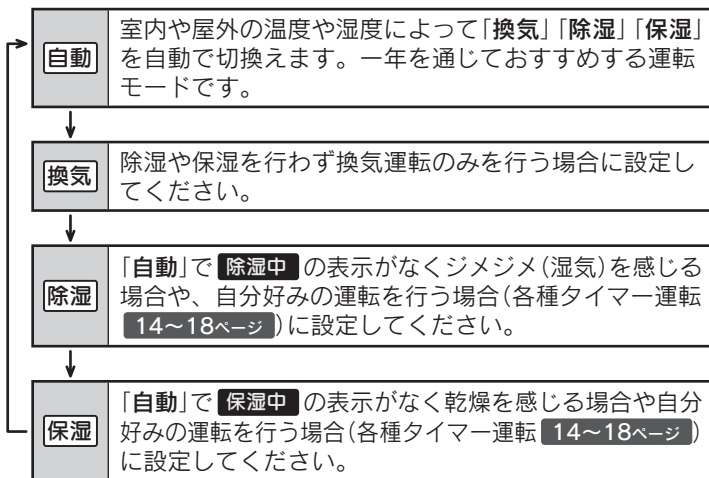 自動
室内や屋外の温度や湿度によって「換気」「除湿」「保湿」
を自動で切換えます。一年を通じておすすめする運転
モードです。
換気
除湿や保湿を行わず換気運転のみを行う場合に設定し
てください。
除湿
「自動」で 除湿中 の表示がなくジメジメ(湿気)を感じる
場合や、自分好みの運転を行う場合(各種タイマー運転
14〜18ページ)に設定してください。
保湿
「自動」で 保湿中 の表示がなく乾燥を感じる場合や自分
好みの運転を行う場合(各種タイマー運転 14〜18ページ)
に設定してください。